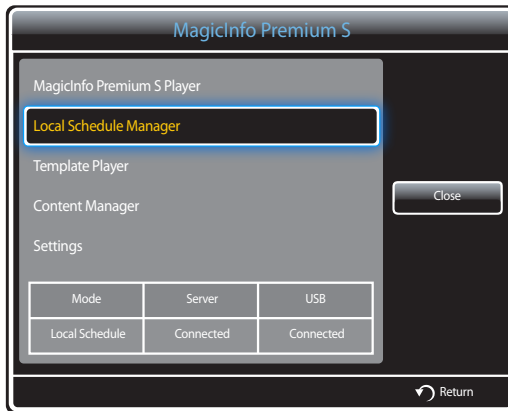 MagicInfo Premium S
MagicInfo Premium S Player
Local Schedule Manager
Template Player
Content Manager
Settings
Close
Mode Server USB
Local Schedule Connected Connected
Return